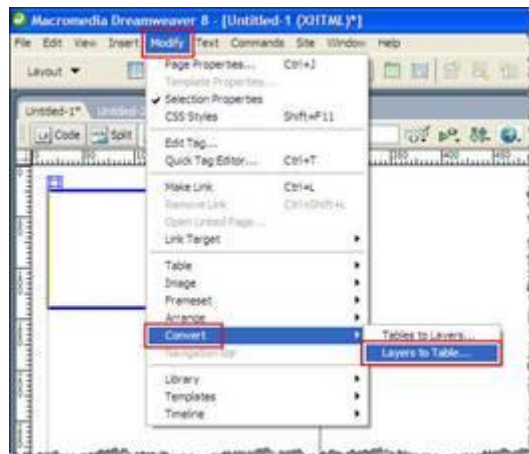 Macromedia Dreamweaver 8 - [Untitled-1 (XHTML)*]
File Edit View Insert Modify Text Commands Site Window Help
Layout
Page Properties... Ctrl+J
Template Properties...
Selection Properties
CSS Styles Shift+F11
Untitled-1*
Code Split
Edit Tag...
Quick Tag Editor... Ctrl+T
Make Link Ctrl+L
Remove Link Ctrl+Shift+L
Open Linked Page...
Link Target
Table
Image
Frameset
Arrange
Convert
Tables to Layers...
Navigation Bar
Layers to Table...
Library
Templates
Timeline